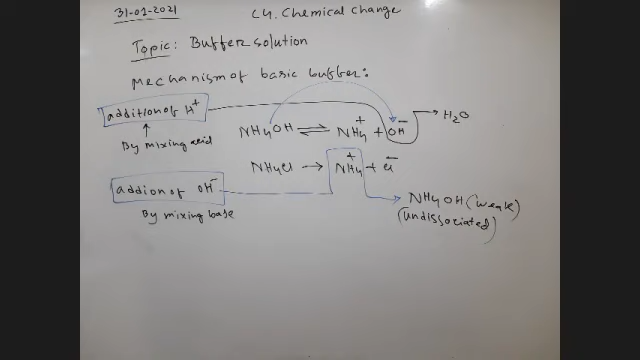 31-01-2021
C4. Chemical Change
Topic: Buffer solution
Mechanism of basic buffer:
addition of H⁺
By mixing acid
NH4OH ⇌ NH4⁺ + OH⁻
H2O
NH4Cl → NH4⁺ + Cl⁻
addion of OH⁻
By mixing base
NH4OH (weak)
(undissociated)